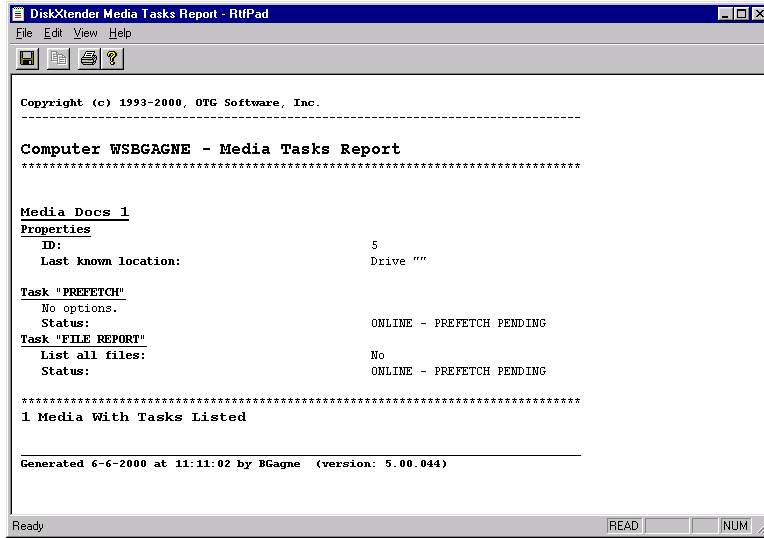 DiskXtender Media Tasks Report - RtfPad
File Edit View Help
Copyright (c) 1993-2000, OTG Software, Inc.
--------------------------------------------------------------------------------
Computer WSBGAGNE - Media Tasks Report
********************************************************************************
Media Docs 1
Properties
ID: 5
Last known location: Drive ""
Task "PREFETCH"
No options.
Status: ONLINE - PREFETCH PENDING
Task "FILE REPORT"
List all files: No
Status: ONLINE - PREFETCH PENDING
********************************************************************************
1 Media With Tasks Listed
Generated 6-6-2000 at 11:11:02 by BGagne (version: 5.00.044)
Ready READ NUM